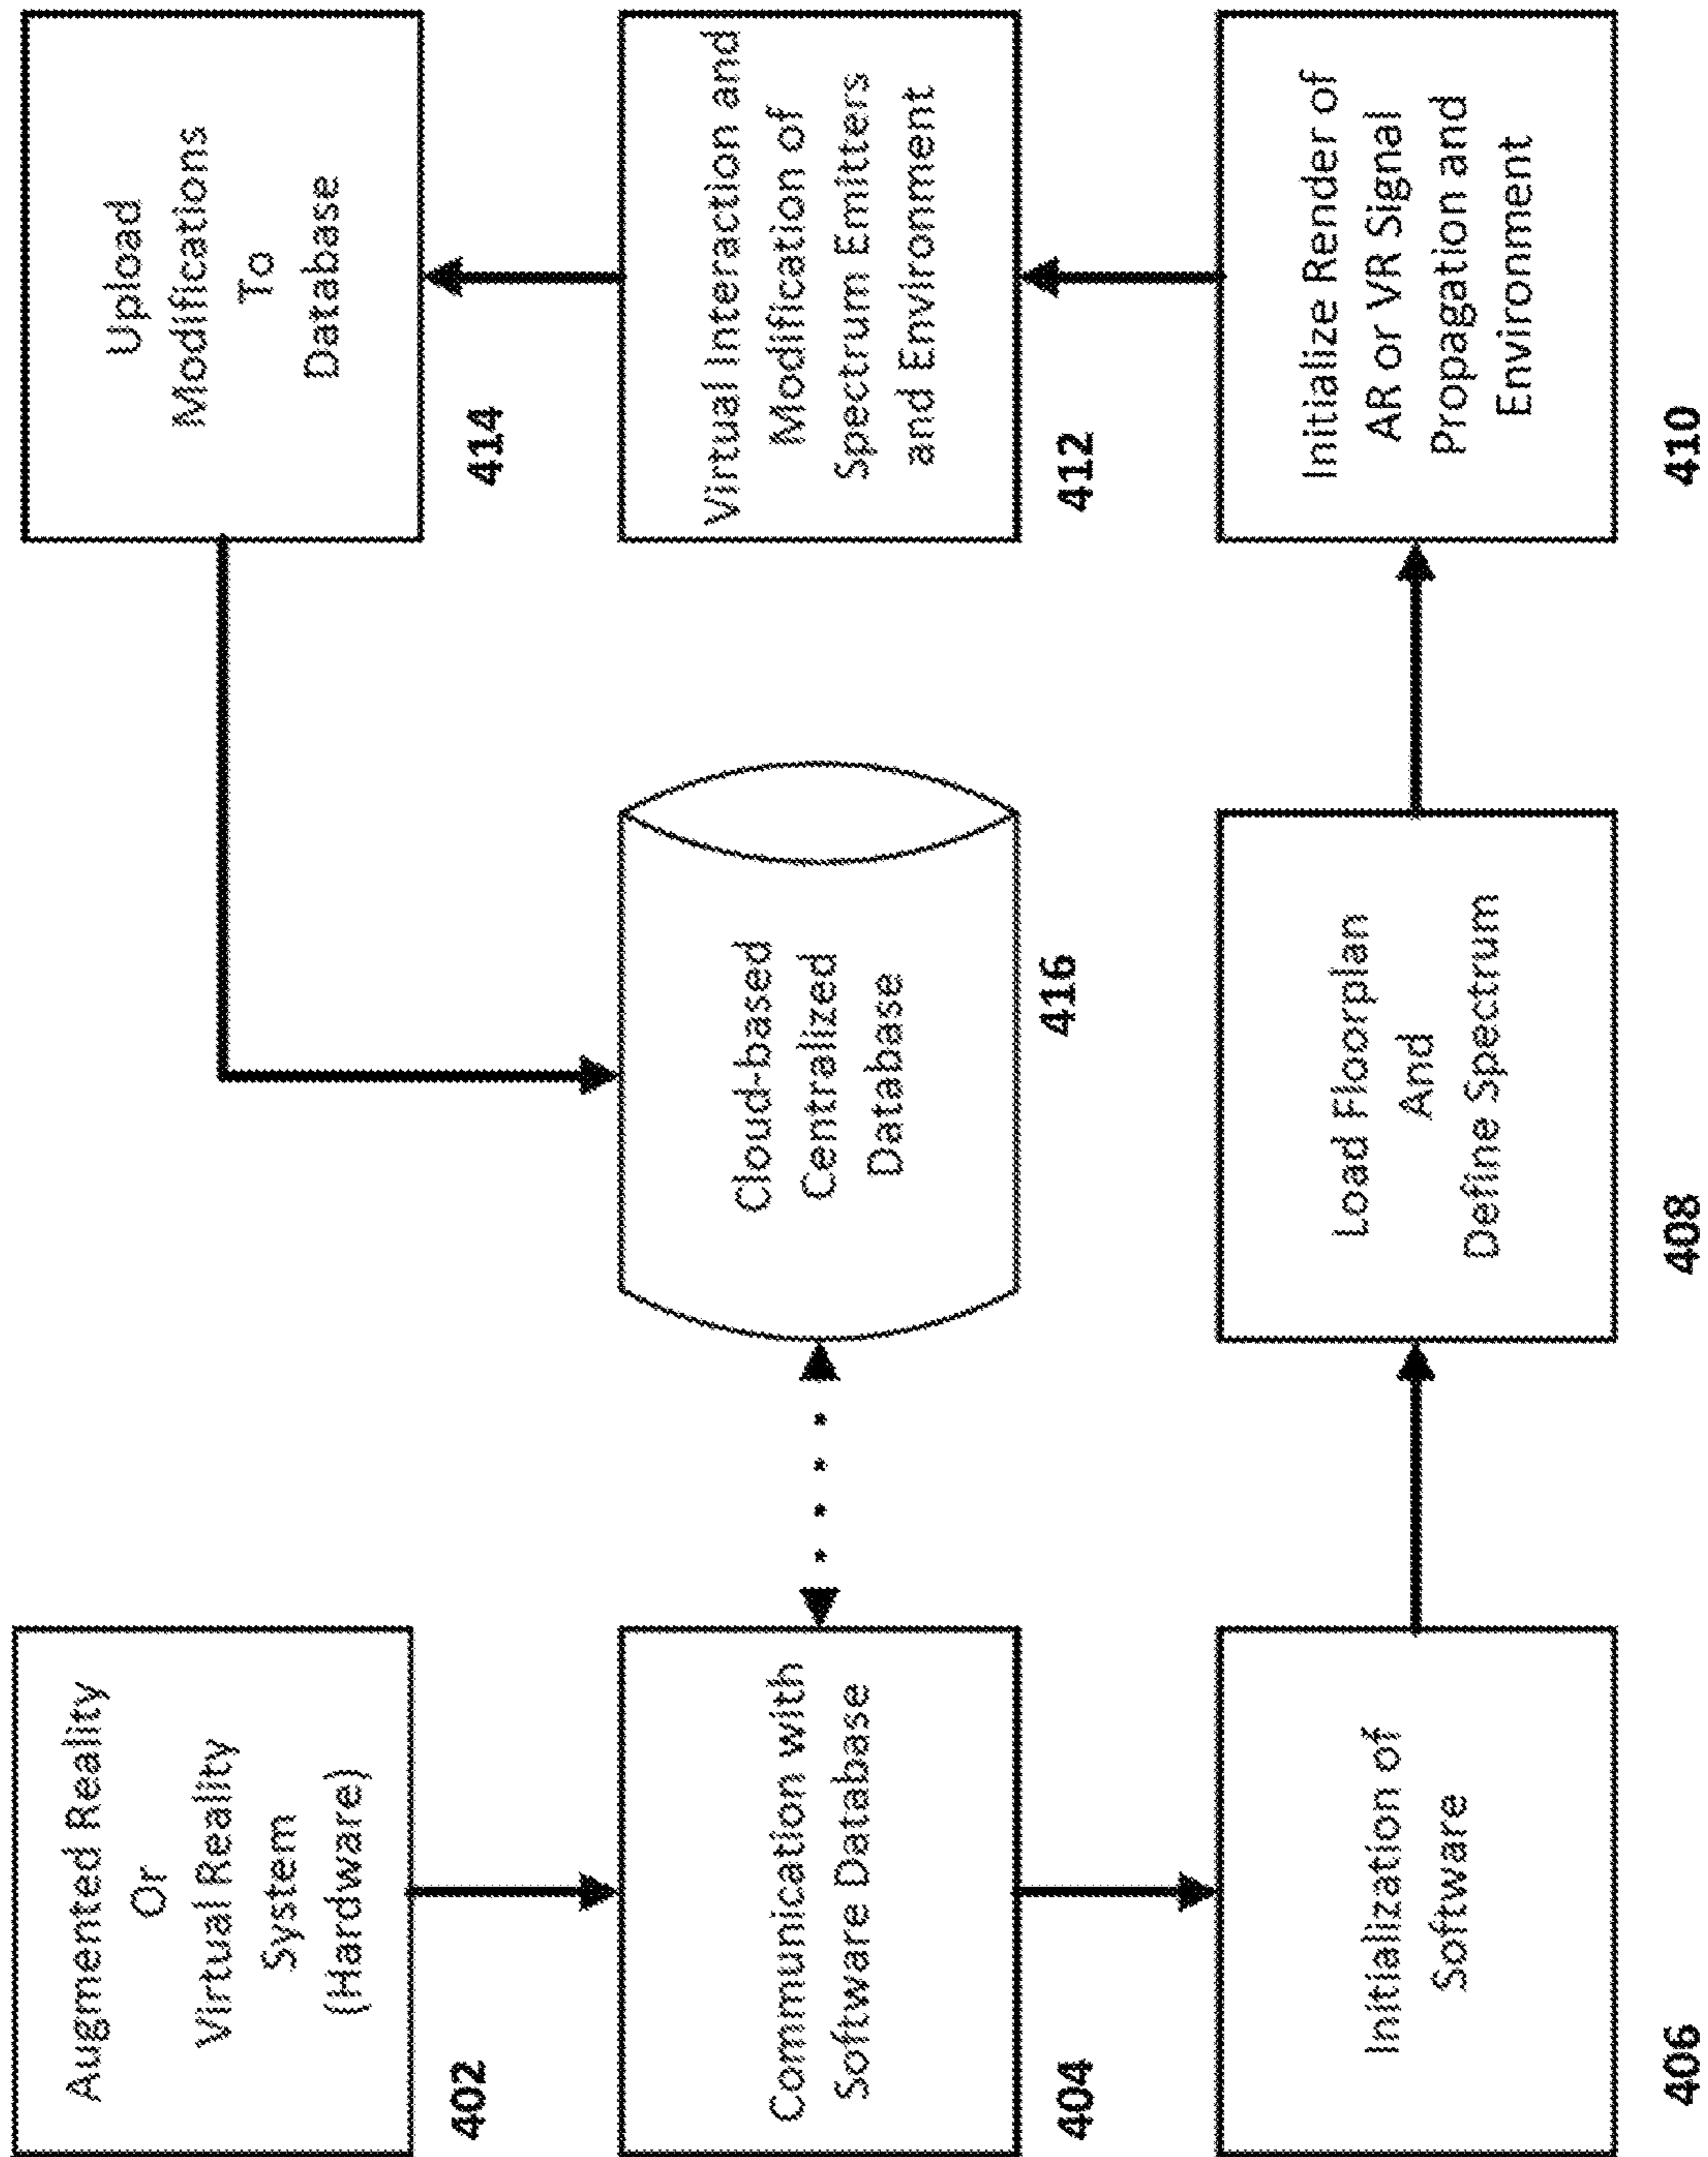 Augmented Reality
Or
Virtual Reality
System
(Hardware)
402
Communication with
Software Database
404
Initialization of
Software
406
Load Floorplan
And
Define Spectrum
408
Initialize Render of
AR or VR Signal
Propagation and
Environment
410
Virtual Interaction and
Modification of
Spectrum Emitters
and Environment
412
Upload
Modifications
To
Database
414
Cloud-based
Centralized
Database
416